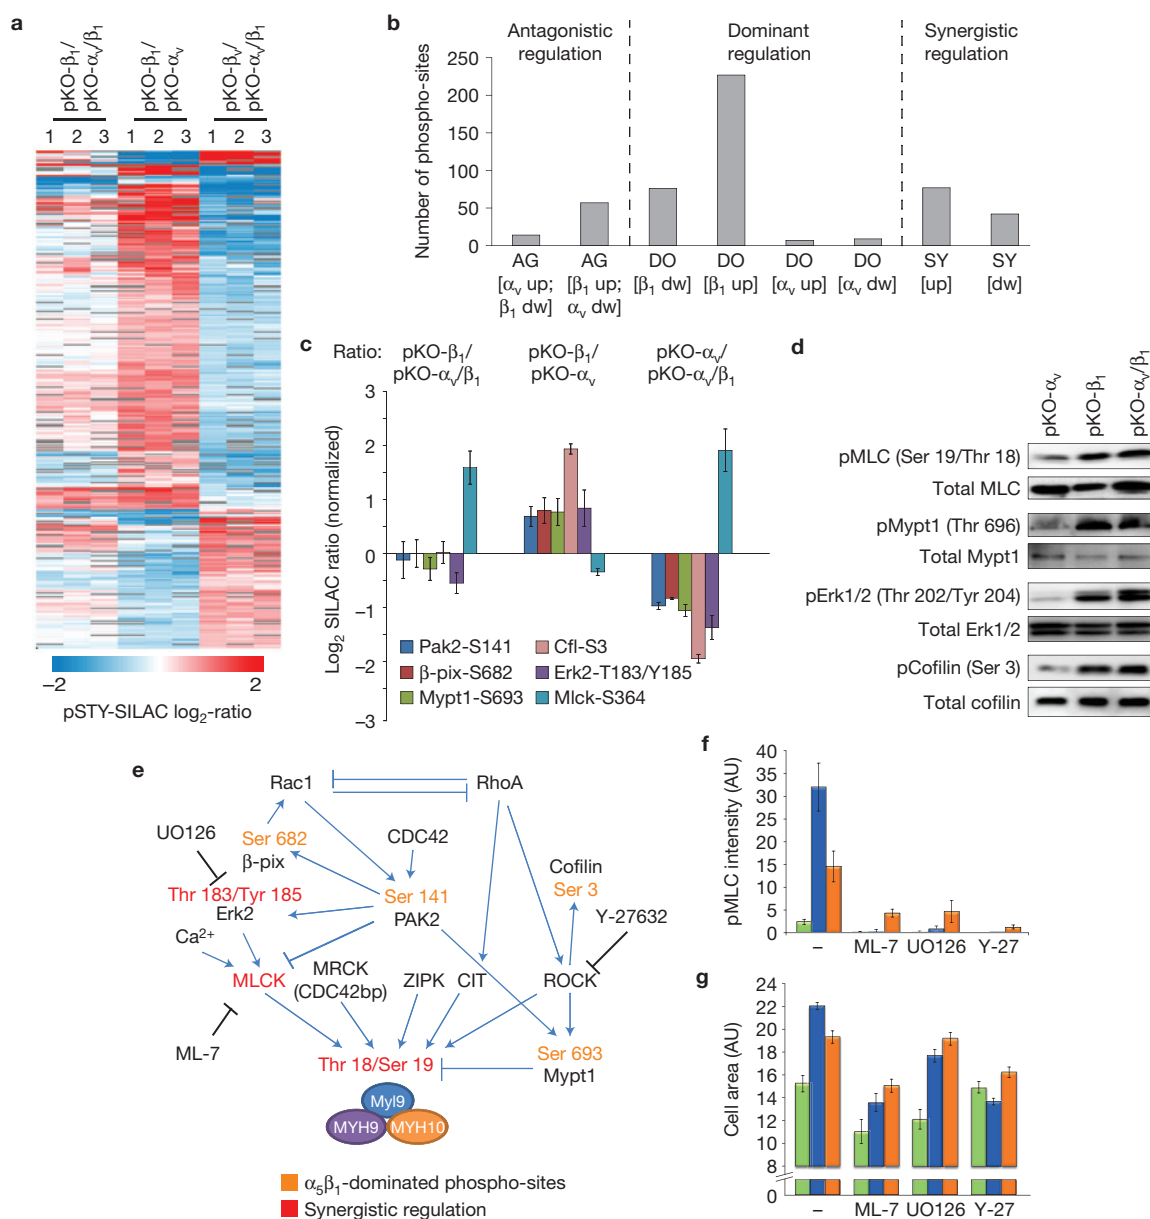 a
pKO-β1/
pKO-αv/β1
pKO-β1/
pKO-αv
pKO-βv/
pKO-αv/β1
1 2 3 1 2 3 1 2 3
–2 2
pSTY-SILAC log2-ratio
b
Antagonistic regulation
Dominant regulation
Synergistic regulation
Number of phospho-sites
250
200
150
100
50
0
AG [αv up; β1 dw]
AG [β1 up; αv dw]
DO [β1 dw]
DO [β1 up]
DO [αv up]
DO [αv dw]
SY [up]
SY [dw]
c
Ratio:
pKO-β1/
pKO-αv/β1
pKO-β1/
pKO-αv
pKO-αv/
pKO-αv/β1
Log2 SILAC ratio (normalized)
3
2
1
0
–1
–2
–3
Pak2-S141
β-pix-S682
Mypt1-S693
Cfl-S3
Erk2-T183/Y185
Mlck-S364
d
pKO-αv
pKO-β1
pKO-αv/β1
pMLC (Ser 19/Thr 18)
Total MLC
pMypt1 (Thr 696)
Total Mypt1
pErk1/2 (Thr 202/Tyr 204)
Total Erk1/2
pCofilin (Ser 3)
Total cofilin
e
Rac1
RhoA
UO126
Ser 682
β-pix
CDC42
Cofilin
Ser 3
Thr 183/Tyr 185
Erk2
Ser 141
PAK2
Y-27632
Ca2+
MLCK
MRCK
(CDC42bp)
ZIPK
CIT
ROCK
ML-7
Thr 18/Ser 19
Ser 693
Mypt1
Myl9
MYH9
MYH10
α5β1-dominated phospho-sites
Synergistic regulation
f
pMLC intensity (AU)
40
35
30
25
20
15
10
5
0
– ML-7 UO126 Y-27
g
Cell area (AU)
24
22
20
18
16
14
12
10
8
0
– ML-7 UO126 Y-27